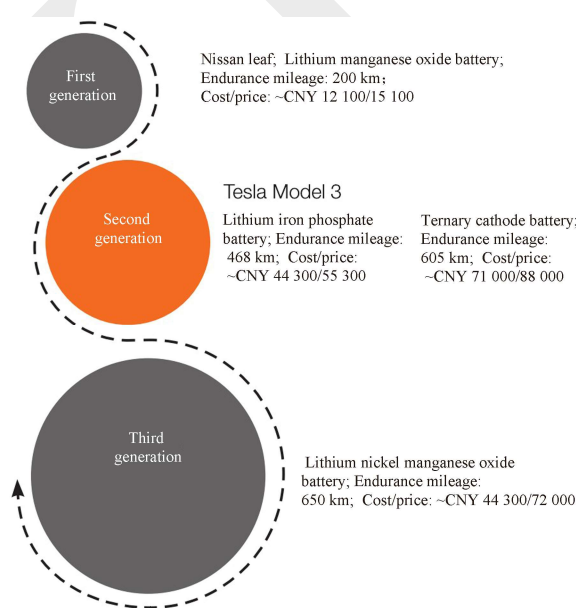 First
generation
Nissan leaf; Lithium manganese oxide battery;
Endurance mileage: 200 km;
Cost/price: ~CNY 12 100/15 100
Second
generation
Tesla Model 3
Lithium iron phosphate
battery; Endurance mileage:
468 km; Cost/price:
~CNY 44 300/55 300
Ternary cathode battery;
Endurance mileage:
605 km; Cost/price:
~CNY 71 000/88 000
Third
generation
Lithium nickel manganese oxide
battery; Endurance mileage:
650 km; Cost/price: ~CNY 44 300/72 000